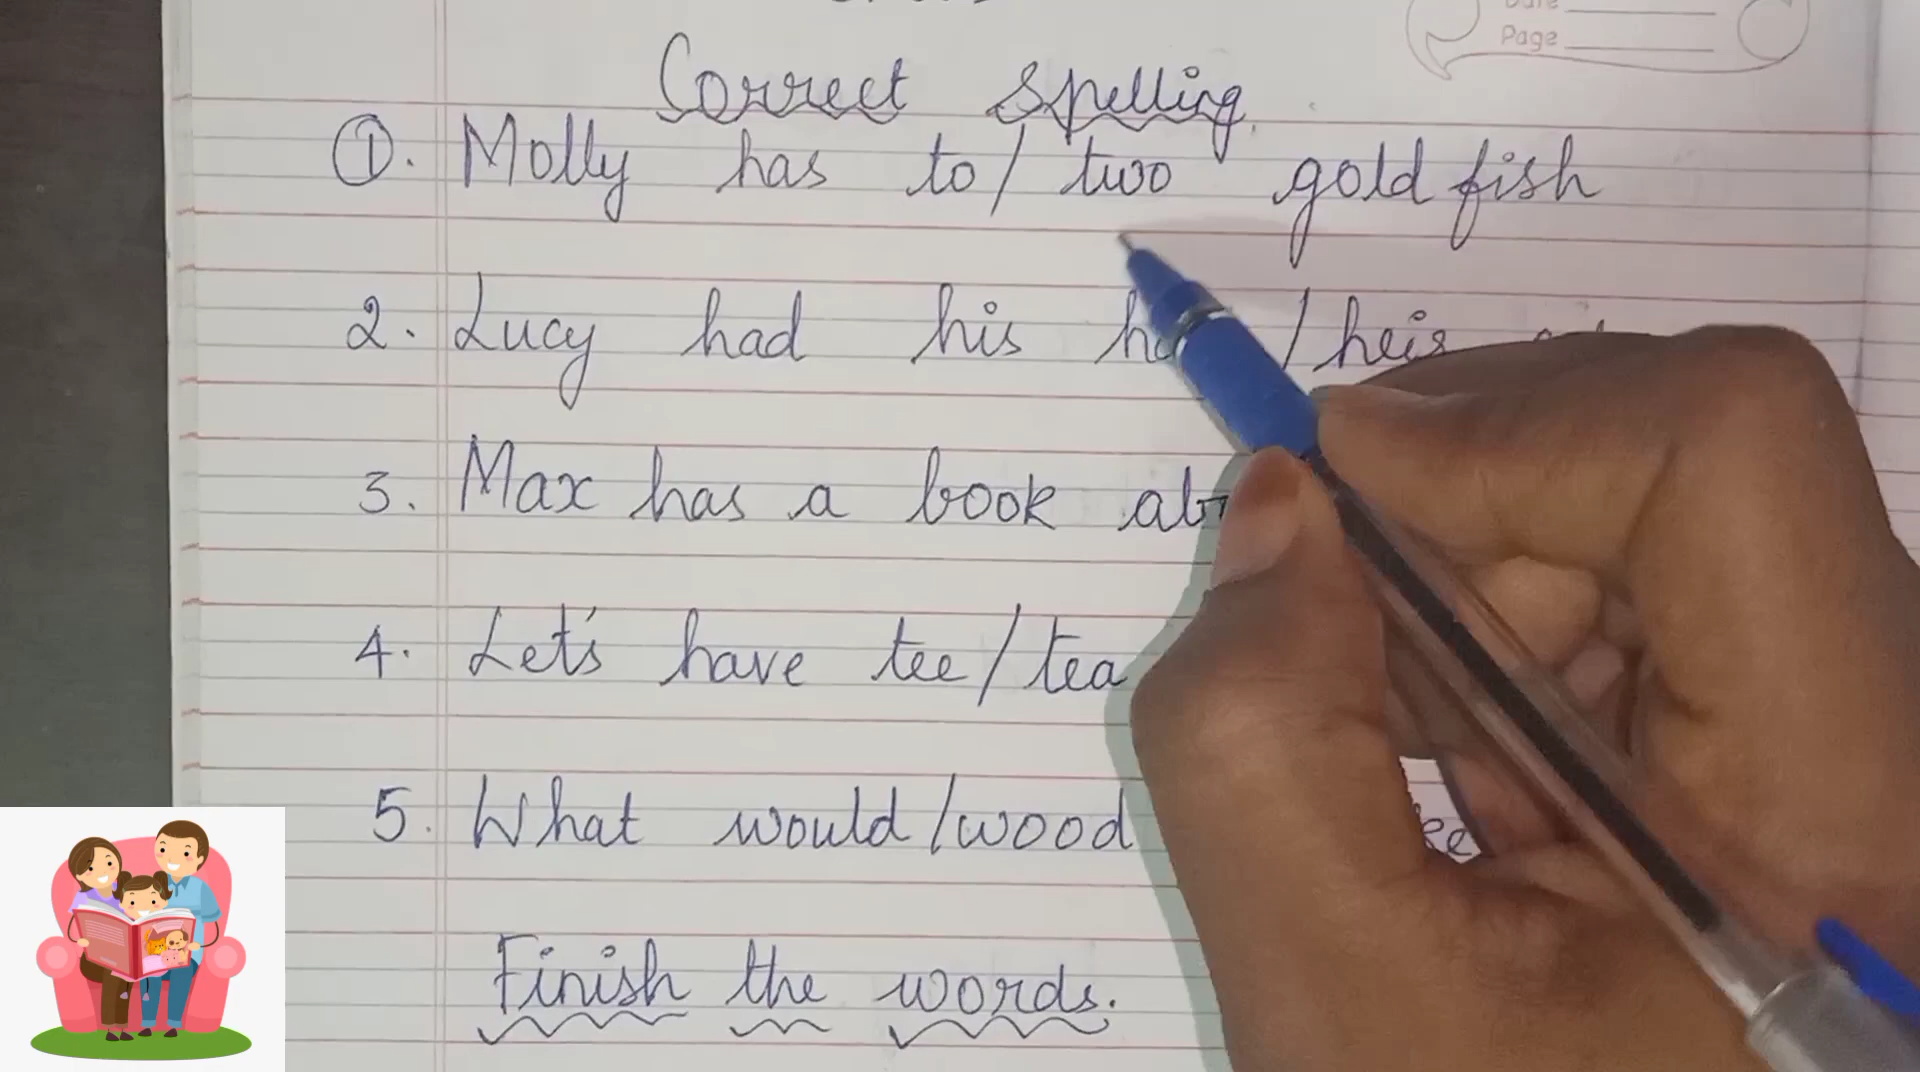 Date
Page
Correct Spelling.
①. Molly has to/two gold fish
2. Lucy had his /heis
3. Max has a book
4. Let's have tee/tea
5. What would/wood
Finish the words.